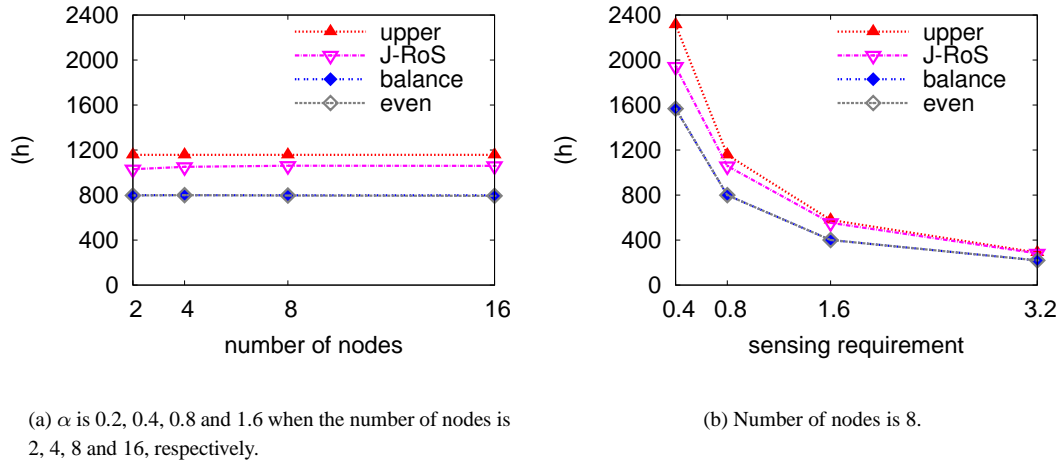 2400
2000
1600
1200
800
400
0
(h)
upper
J-RoS
balance
even
2 4 8 16
number of nodes
(a) α is 0.2, 0.4, 0.8 and 1.6 when the number of nodes is
2, 4, 8 and 16, respectively.
2400
2000
1600
1200
800
400
0
(h)
upper
J-RoS
balance
even
0.4 0.8 1.6 3.2
sensing requirement
(b) Number of nodes is 8.